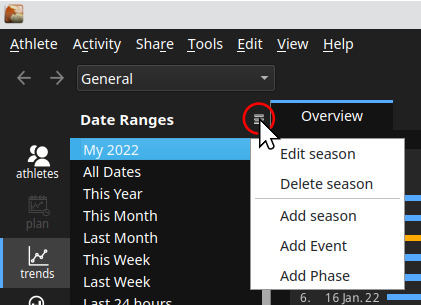 Athlete Activity Share Tools Edit View Help
General
Date Ranges
Overview
My 2022
All Dates
This Year
This Month
Last Month
This Week
Last Week
Last 24 hours
athletes
plan
trends
Edit season
Delete season
Add season
Add Event
Add Phase
6. 16 Jan. 22